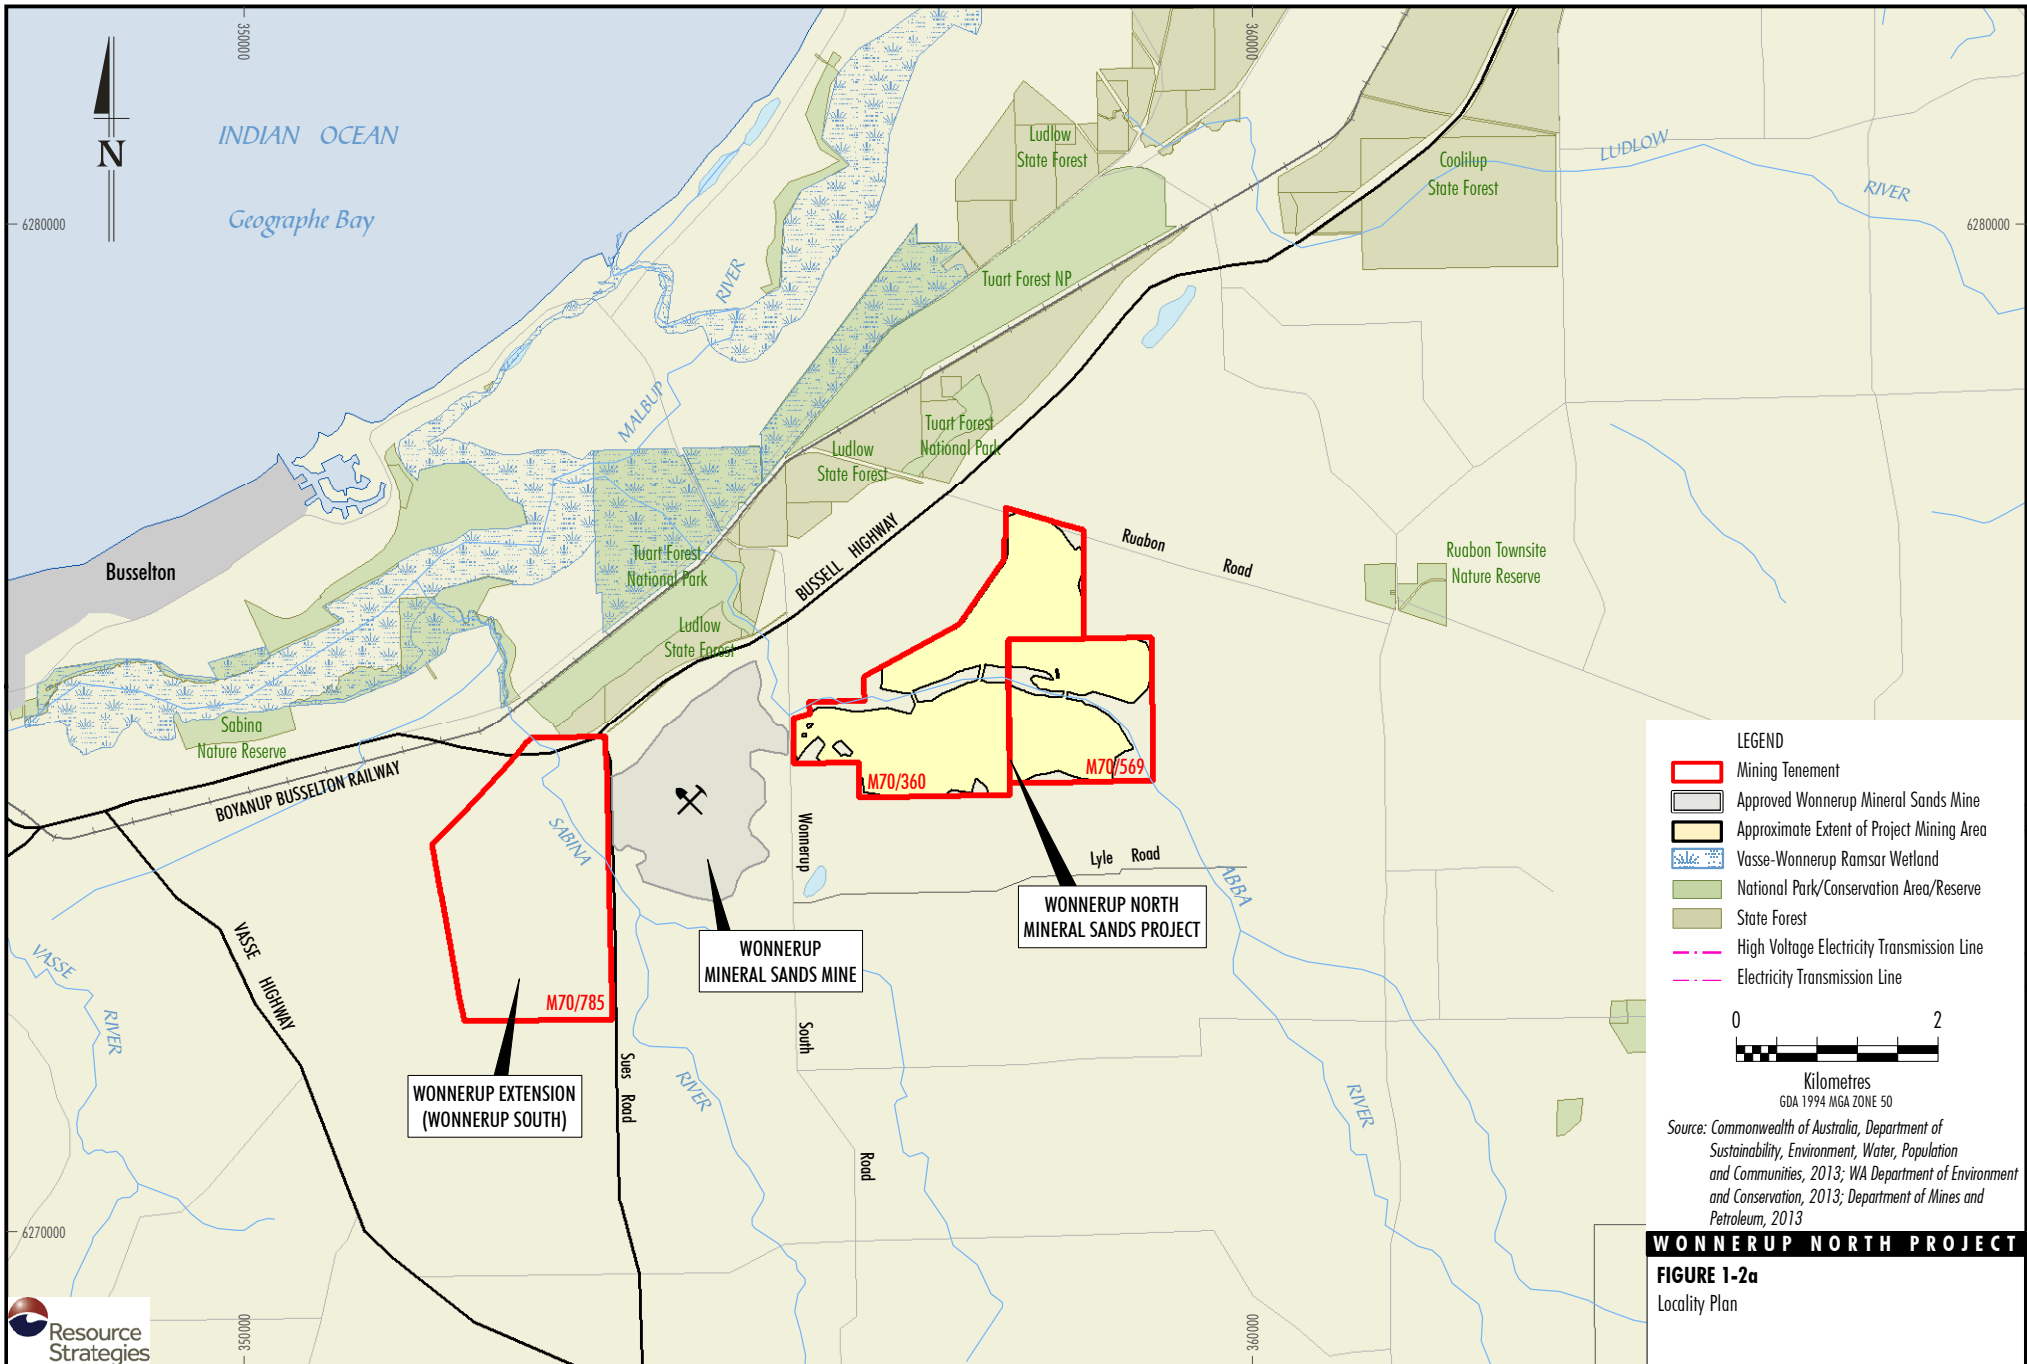 350000
360000
N
INDIAN OCEAN
Geographe Bay
6280000
6280000
Ludlow
State Forest
Coolilup
State Forest
LUDLOW
RIVER
Tuart Forest NP
RIVER
MALBUP
Tuart Forest
National Park
Ludlow
State Forest
BUSSELL HIGHWAY
Ruabon
Road
Ruabon Townsite
Nature Reserve
Busselton
Tuart Forest
National Park
Ludlow
State Forest
Sabina
Nature Reserve
BOYANUP BUSSELTON RAILWAY
M70/360
M70/569
SABINA
Wonnerup
Lyle Road
ABBA
WONNERUP NORTH
MINERAL SANDS PROJECT
WONNERUP
MINERAL SANDS MINE
VASSE
HIGHWAY
VASSE
RIVER
M70/785
South
Sues
Road
RIVER
RIVER
WONNERUP EXTENSION
(WONNERUP SOUTH)
Road
6270000
350000
360000
Resource
Strategies
LEGEND
Mining Tenement
Approved Wonnerup Mineral Sands Mine
Approximate Extent of Project Mining Area
Vasse-Wonnerup Ramsar Wetland
National Park/Conservation Area/Reserve
State Forest
High Voltage Electricity Transmission Line
Electricity Transmission Line
0 2
Kilometres
GDA 1994 MGA ZONE 50
Source: Commonwealth of Australia, Department of
Sustainability, Environment, Water, Population
and Communities, 2013; WA Department of Environment
and Conservation, 2013; Department of Mines and
Petroleum, 2013
WONNERUP NORTH PROJECT
FIGURE 1-2a
Locality Plan